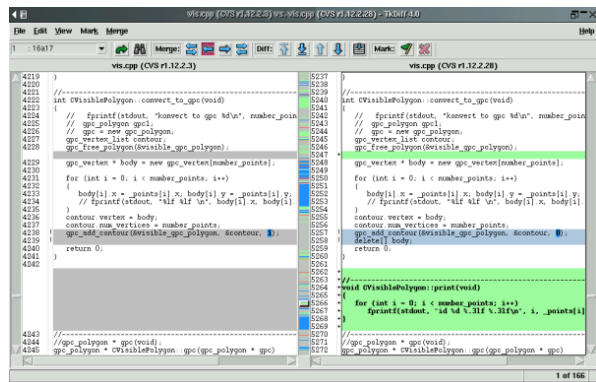 vis.cpp (CVS r1.12.2.3) vs. vis.cpp (CVS r1.12.2.28) - TkDiff 4.0
File Edit View Mark Merge Help
1 : 16a17 Merge: Diff: Mark:
vis.cpp (CVS r1.12.2.3)
4219 }
4220
4221 //
4222 int CVisiblePolygon::convert_to_gpc(void)
4223 {
4224 // fprintf(stdout, "konwert to gpc %d\n", number_poin
4225 // gpc_polygon gpc1;
4226 // gpc = new gpc_polygon;
4227 gpc_vertex_list contour;
4228 gpc_free_polygon(&visible_gpc_polygon);
4229 gpc_vertex * body = new gpc_vertex[number_points];
4230
4231 for (int i = 0; i < number_points; i++)
4232 {
4233 body[i].x = _points[i].x; body[i].y = _points[i].y;
4234 // fprintf(stdout, "%lf %lf \n", body[i].x, body[i].
4235 }
4236 contour.vertex = body;
4237 contour.num_vertices = number_points;
4238 ! gpc_add_contour(&visible_gpc_polygon, &contour, 1);
4239 !
4240 return 0;
4241 }
4242
4243 //
4244 //gpc_polygon * gpc(void);
4245 gpc_polygon * CVisiblePolygon::gpc(gpc_polygon * gpc)
vis.cpp (CVS r1.12.2.28)
5237 }
5238
5239 //
5240 int CVisiblePolygon::convert_to_gpc(void)
5241 {
5242 // fprintf(stdout, "konwert to gpc %d\n", number_poin
5243 // gpc_polygon gpc1;
5244 // gpc = new gpc_polygon;
5245 gpc_vertex_list contour;
5246 gpc_free_polygon(&visible_gpc_polygon);
5247 +
5248 gpc_vertex * body = new gpc_vertex[number_points];
5249
5250 for (int i = 0; i < number_points; i++)
5251 {
5252 body[i].x = _points[i].x; body[i].y = _points[i].y;
5253 // fprintf(stdout, "%lf %lf \n", body[i].x, body[i].
5254 }
5255 contour.vertex = body;
5256 contour.num_vertices = number_points;
5257 ! gpc_add_contour(&visible_gpc_polygon, &contour, 0);
5258 ! delete[] body;
5259 return 0;
5260 }
5261
5262 +
5263 +//
5264 +void CVisiblePolygon::print(void)
5265 +{
5266 + for (int i = 0; i < number_points; i++)
5267 + fprintf(stdout, "id %d %.3lf %.3lf\n", i, _points[i]
5268 +}
5269 +
5270 //
5271 //gpc_polygon * gpc(void);
5272 gpc_polygon * CVisiblePolygon::gpc(gpc_polygon * gpc)
1 of 166